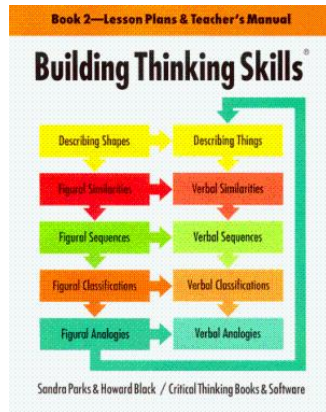 Book 2—Lesson Plans & Teacher's Manual
Building Thinking Skills®
Describing Shapes
Describing Things
Figural Similarities
Verbal Similarities
Figural Sequences
Verbal Sequences
Figural Classifications
Verbal Classifications
Figural Analogies
Verbal Analogies
Sandra Parks & Howard Black / Critical Thinking Books & Software